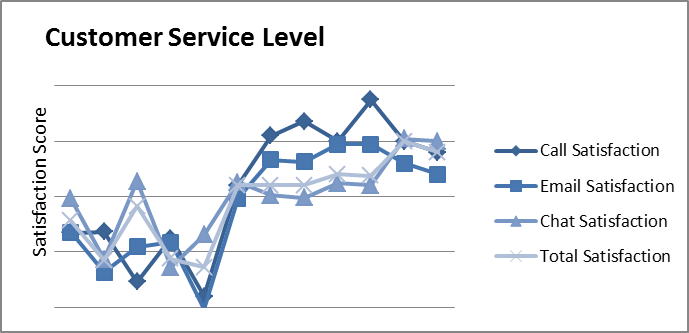 Customer Service Level
Satisfaction Score
Call Satisfaction
Email Satisfaction
Chat Satisfaction
Total Satisfaction